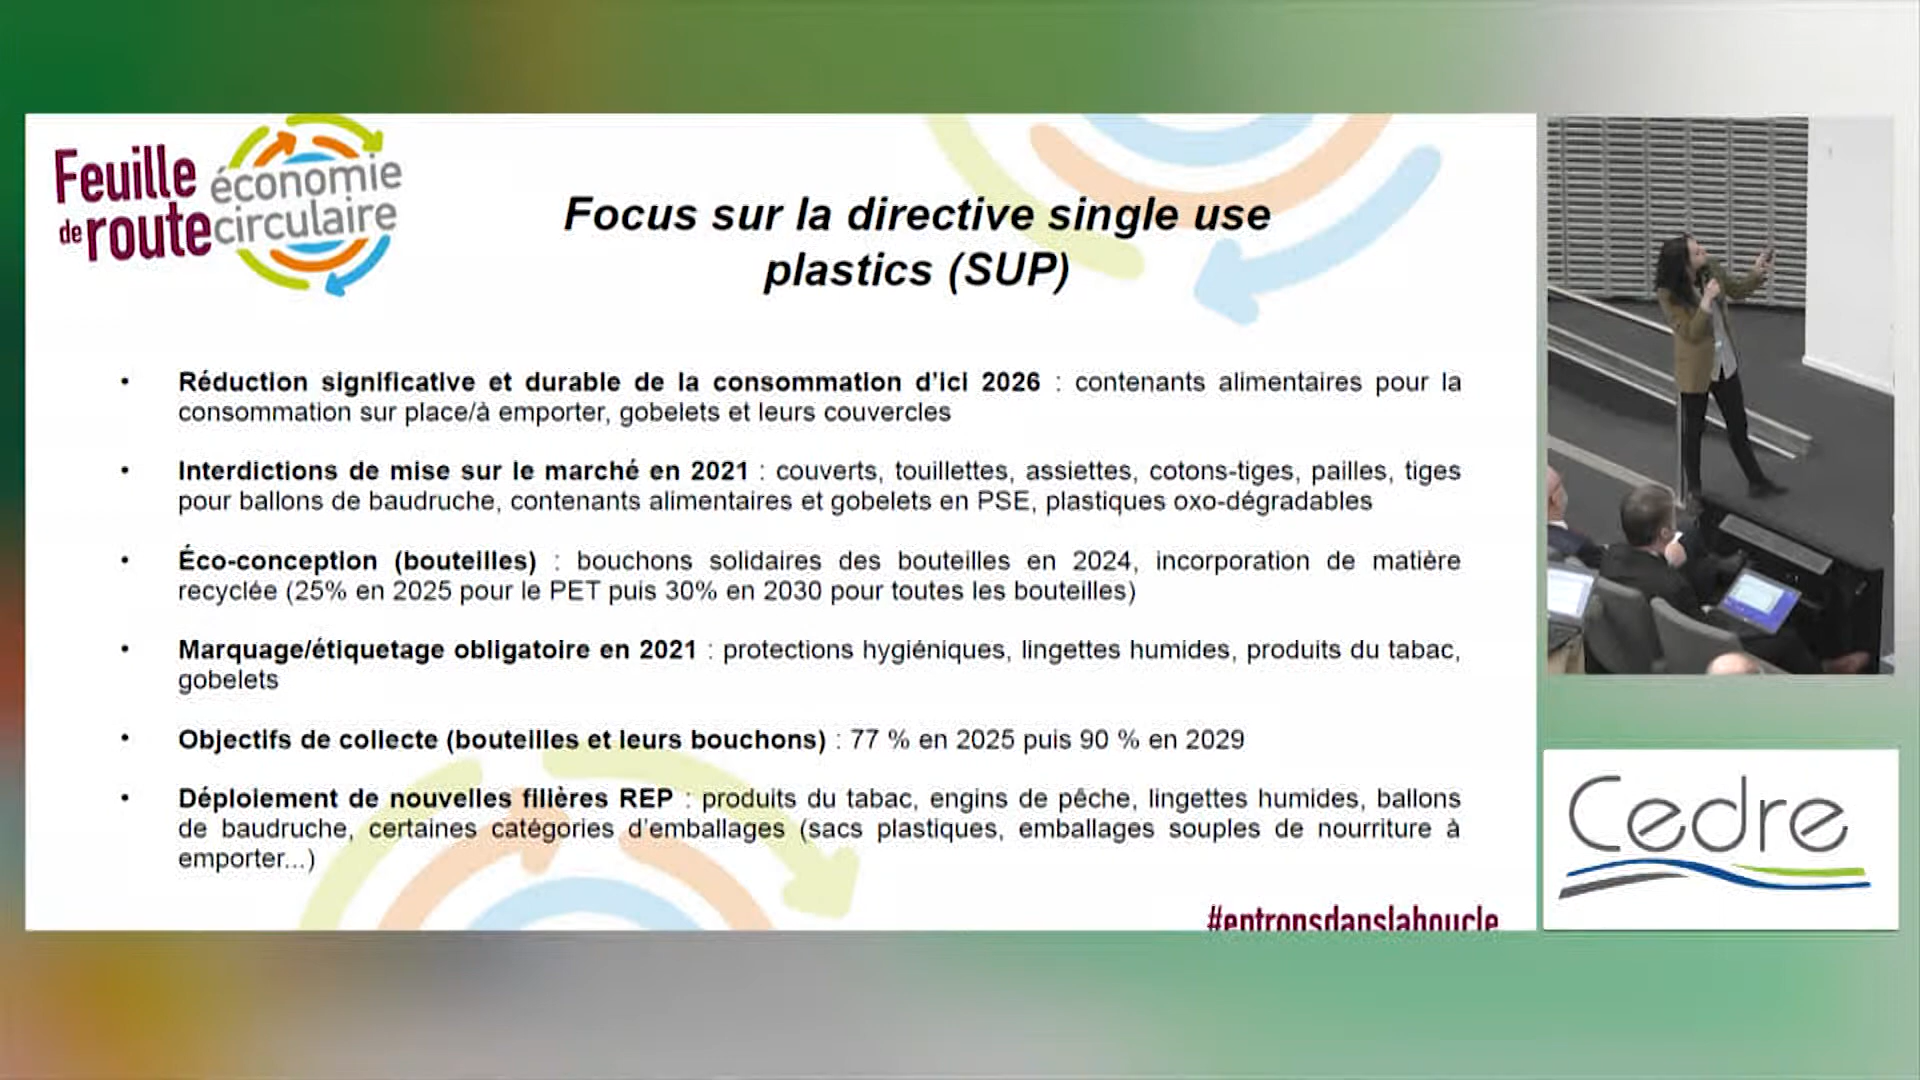 Feuille
de route
économie
circulaire
Focus sur la directive single use
plastics (SUP)
• Réduction significative et durable de la consommation d'ici 2026 : contenants alimentaires pour la
consommation sur place/à emporter, gobelets et leurs couvercles
• Interdictions de mise sur le marché en 2021 : couverts, touillettes, assiettes, cotons-tiges, pailles, tiges
pour ballons de baudruche, contenants alimentaires et gobelets en PSE, plastiques oxo-dégradables
• Éco-conception (bouteilles) : bouchons solidaires des bouteilles en 2024, incorporation de matière
recyclée (25% en 2025 pour le PET puis 30% en 2030 pour toutes les bouteilles)
• Marquage/étiquetage obligatoire en 2021 : protections hygiéniques, lingettes humides, produits du tabac,
gobelets
• Objectifs de collecte (bouteilles et leurs bouchons) : 77 % en 2025 puis 90 % en 2029
• Déploiement de nouvelles filières REP : produits du tabac, engins de pêche, lingettes humides, ballons
de baudruche, certaines catégories d'emballages (sacs plastiques, emballages souples de nourriture à
emporter...)
#entronsdanslaboucle
Cedre